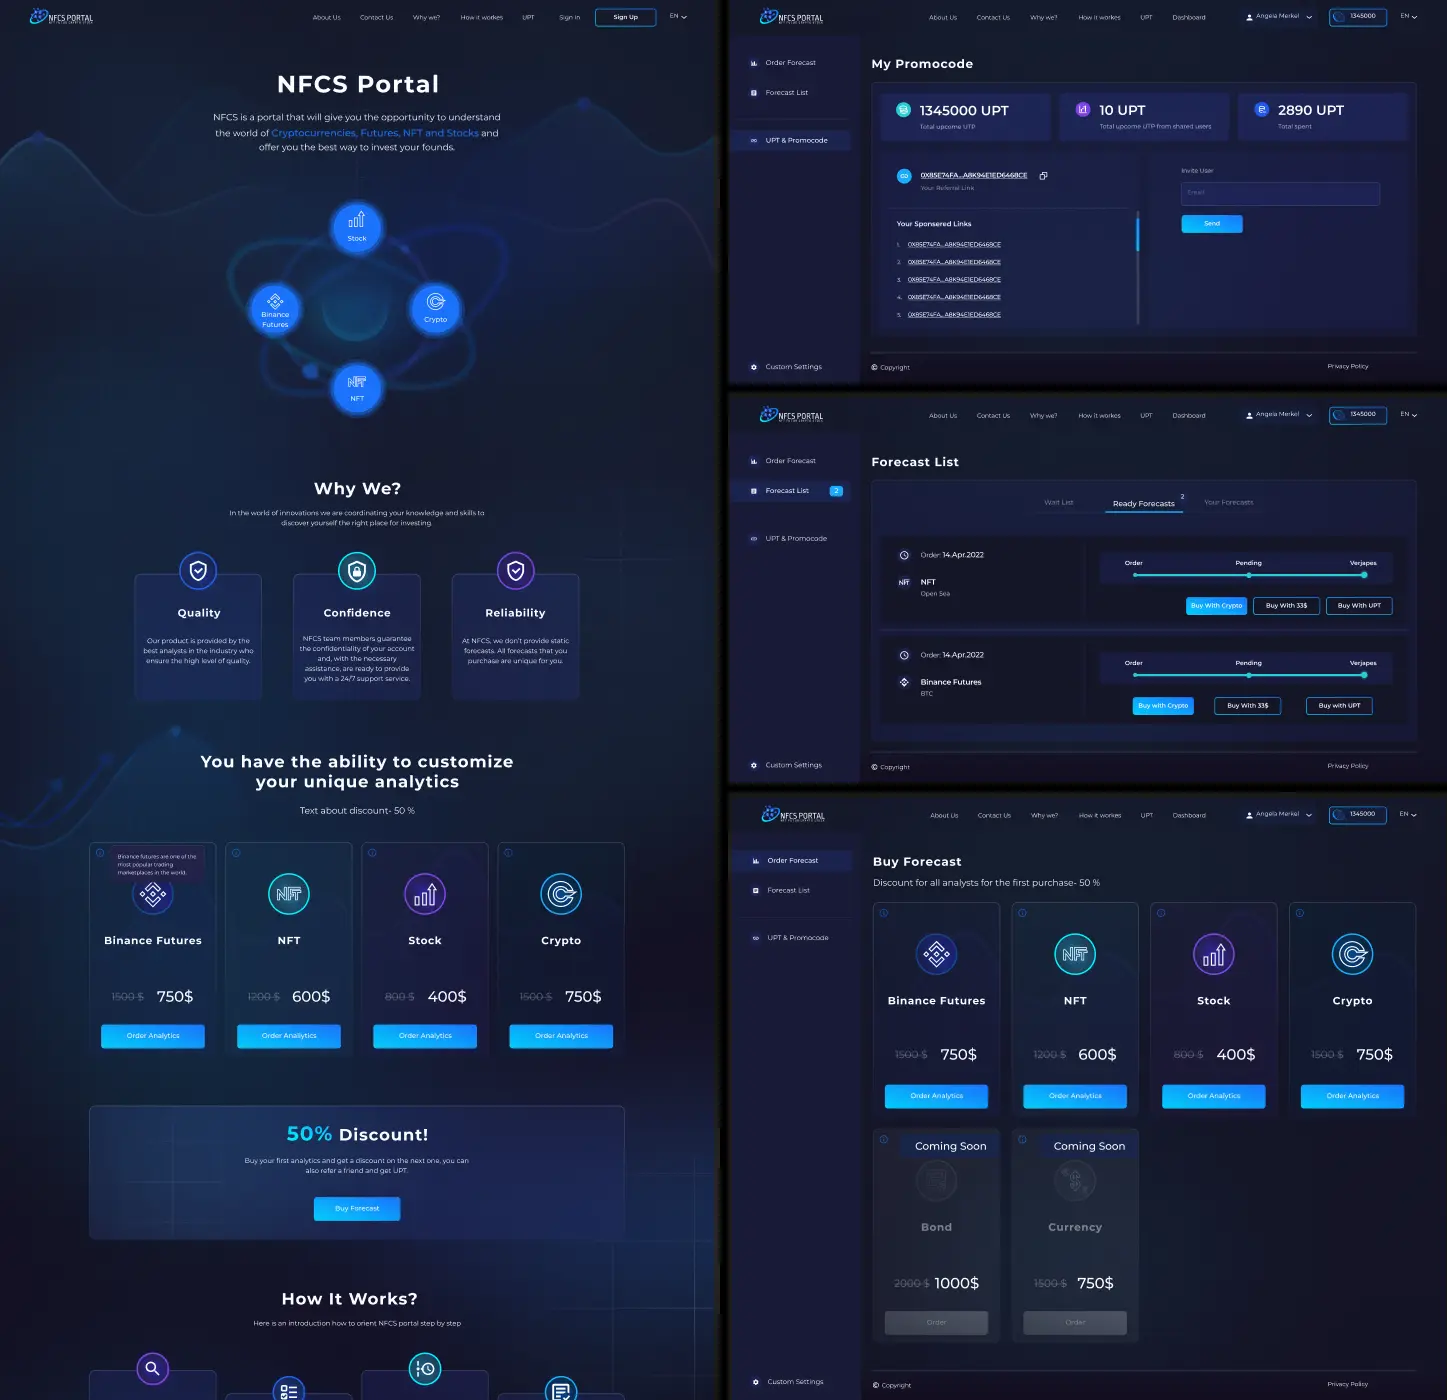 NFCS PORTAL
About Us
Contact Us
Why we?
How it workes
UPT
Sign In
Sign Up
EN
NFCS Portal
NFCS is a portal that will give you the opportunity to understand
the world of Cryptocurrencies, Futures, NFT and Stocks and
offer you the best way to invest your founds.
Stock
Binance
Futures
Crypto
NFT
NFT
Why We?
In the world of innovations we are coordinating your knowledge and skills to
discover yourself the right place for investing
Quality
Our product is provided by the
best analysts in the industry who
ensure the high level of quality.
Confidence
NFCS team members guarantee
the confidentiality of your account
and, with the necessary
assistance, are ready to provide
you with a 24/7 support service.
Reliability
At NFCS, we don't provide static
forecasts. All forecasts that you
purchase are unique for you.
You have the ability to customize
your unique analytics
Text about discount- 50 %
Binance futures are one of the
most popular trading
marketplaces in the world.
Binance Futures
1500 $ 750$
Order Analytics
NFT
NFT
1200 $ 600$
Order Analitycs
Stock
800 $ 400$
Order Analytics
Crypto
1500 $ 750$
Order Analytics
50% Discount!
Buy your first analytics and get a discount on the next one, you can
also refer a friend and get UPT.
Buy Forecast
How It Works?
Here is an introduction how to orient NFCS portal step by step
NFCS PORTAL
About Us
Contact Us
Why we?
How it workes
UPT
Dashboard
Angela Merkel
1345000
EN
Order Forecast
Forecast List
UPT & Promocode
Custom Settings
My Promocode
1345000 UPT
Total upcome UTP
10 UPT
Total upcome UTP from shared users
2890 UPT
Total spent
0X85E74FA...A8K94E1ED6468CE
Your Referral Link
Your Sponsered Links
1. 0X85E74FA...A8K94E1ED6468CE
2. 0X85E74FA...A8K94E1ED6468CE
3. 0X85E74FA...A8K94E1ED6468CE
4. 0X85E74FA...A8K94E1ED6468CE
5. 0X85E74FA...A8K94E1ED6468CE
Invite User
Email
Send
© Copyright
Privacy Policy
NFCS PORTAL
About Us
Contact Us
Why we?
How it workes
UPT
Dashboard
Angela Merkel
1345000
EN
Order Forecast
Forecast List 2
UPT & Promocode
Custom Settings
Forecast List
Wait List
Ready Forecasts 2
Your Forecasts
Order: 14.Apr.2022
NFT NFT
Open Sea
Order
Pending
Verjapes
Buy With Crypto
Buy With 33$
Buy With UPT
Order: 14.Apr.2022
Binance Futures
BTC
Order
Pending
Verjapes
Buy with Crypto
Buy With 33$
Buy with UPT
© Copyright
Privacy Policy
NFCS PORTAL
About Us
Contact Us
Why we?
How it workes
UPT
Dashboard
Angela Merkel
1345000
EN
Order Forecast
Forecast List
UPT & Promocode
Custom Settings
Buy Forecast
Discount for all analysts for the first purchase- 50 %
Binance Futures
1500 $ 750$
Order Analytics
NFT
NFT
1200 $ 600$
Order Analytics
Stock
800 $ 400$
Order Analytics
Crypto
1500 $ 750$
Order Analytics
Coming Soon
Bond
2000 $ 1000$
Order
Coming Soon
Currency
1500 $ 750$
Order
© Copyright
Privacy Policy